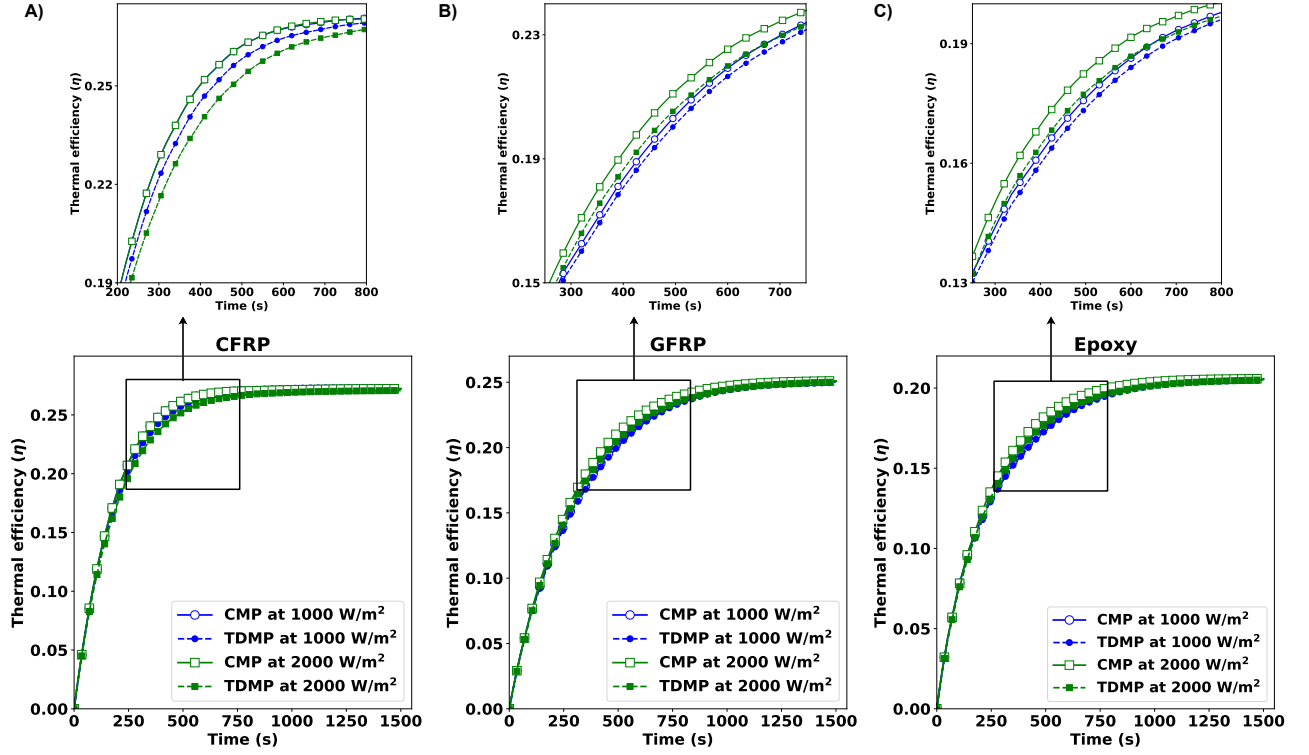 A)
B)
C)
Thermal efficiency (η)
0.25
0.22
0.19
200 300 400 500 600 700 800
Time (s)
Thermal efficiency (η)
0.23
0.19
0.15
300 400 500 600 700
Time (s)
Thermal efficiency (η)
0.19
0.16
0.13
300 400 500 600 700 800
Time (s)
CFRP
Thermal efficiency (η)
0.25
0.20
0.15
0.10
0.05
0.00
0 250 500 750 1000 1250 1500
Time (s)
CMP at 1000 W/m²
TDMP at 1000 W/m²
CMP at 2000 W/m²
TDMP at 2000 W/m²
GFRP
Thermal efficiency (η)
0.25
0.20
0.15
0.10
0.05
0.00
0 250 500 750 1000 1250 1500
Time (s)
CMP at 1000 W/m²
TDMP at 1000 W/m²
CMP at 2000 W/m²
TDMP at 2000 W/m²
Epoxy
Thermal efficiency (η)
0.20
0.15
0.10
0.05
0.00
0 250 500 750 1000 1250 1500
Time (s)
CMP at 1000 W/m²
TDMP at 1000 W/m²
CMP at 2000 W/m²
TDMP at 2000 W/m²